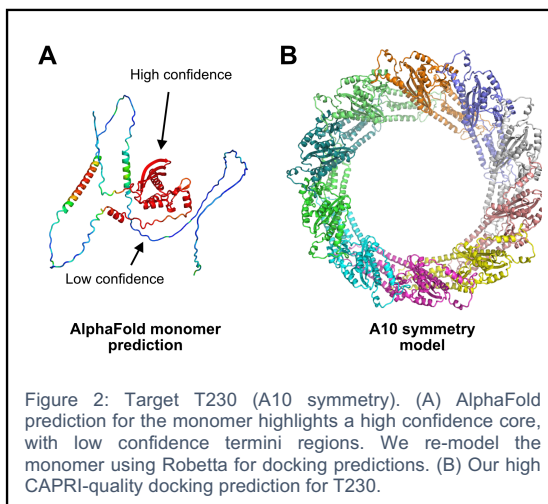 A
B
High confidence
Low confidence
AlphaFold monomer
prediction
A10 symmetry
model
Figure 2: Target T230 (A10 symmetry). (A) AlphaFold
prediction for the monomer highlights a high confidence core,
with low confidence termini regions. We re-model the
monomer using Robetta for docking predictions. (B) Our high
CAPRI-quality docking prediction for T230.